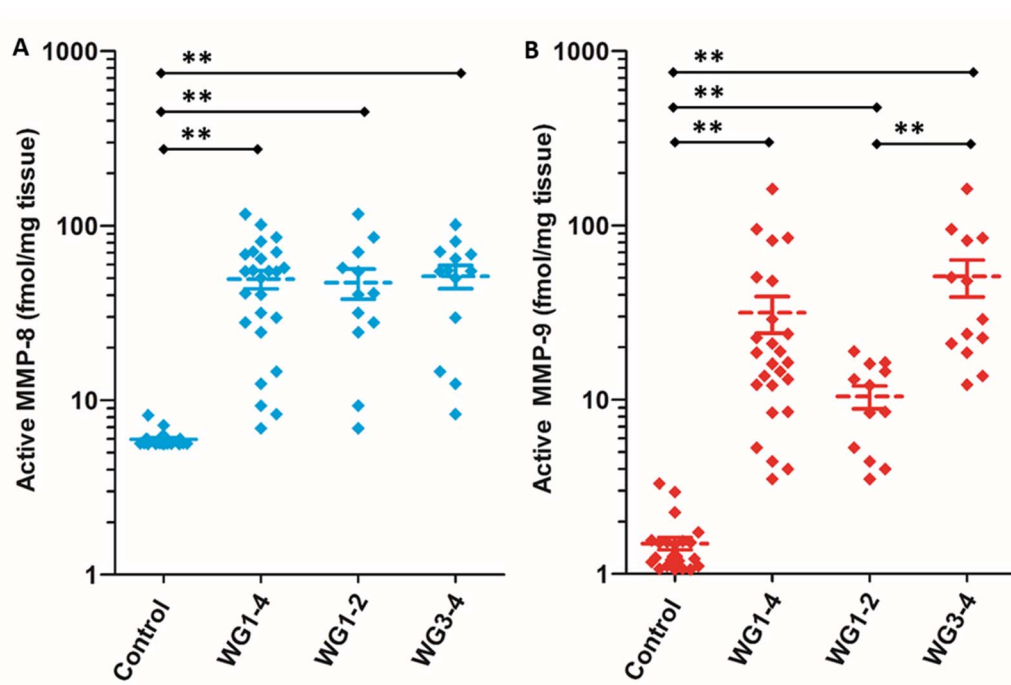 A
Active MMP-8 (fmol/mg tissue)
1000
100
10
1
**
**
**
Control
WG1-4
WG1-2
WG3-4
B
Active MMP-9 (fmol/mg tissue)
1000
100
10
1
**
**
**
**
Control
WG1-4
WG1-2
WG3-4